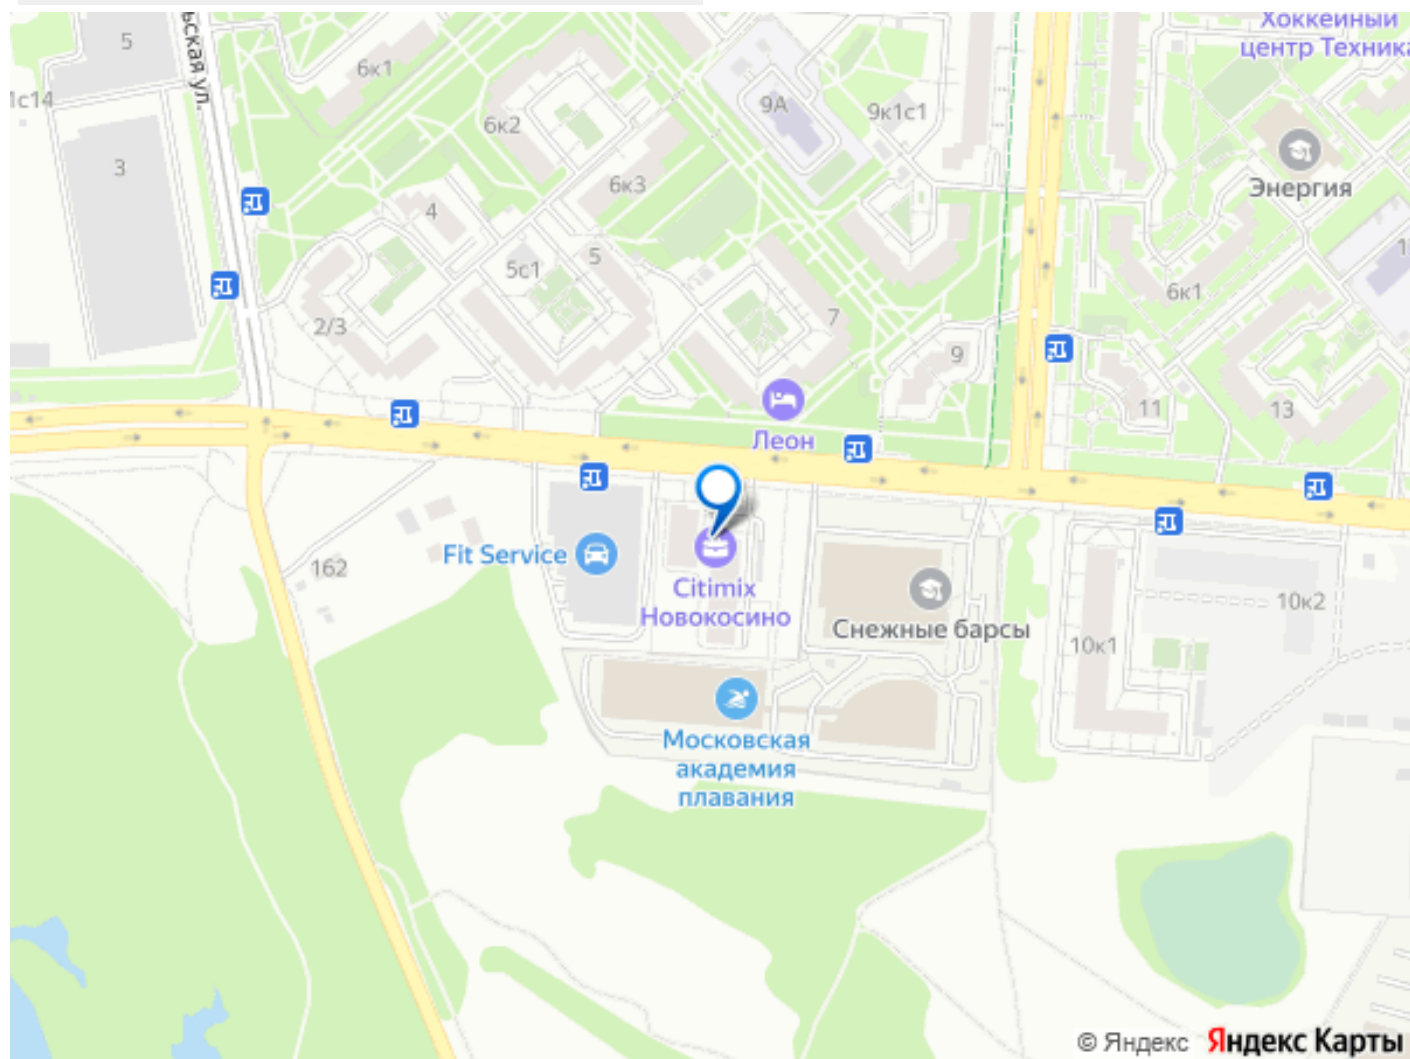 Хоккейный
центр Техника
5
ьская ул.
6к1
1с14
9А
9к1с1
6к2
3
6к3
Энергия
4
5с1
5
6к1
2/3
7
9
11
13
Леон
Fit Service
162
Citimix
Новокосино
Снежные барсы
10к2
10к1
Московская
академия
плавания
© Яндекс Яндекс Карты